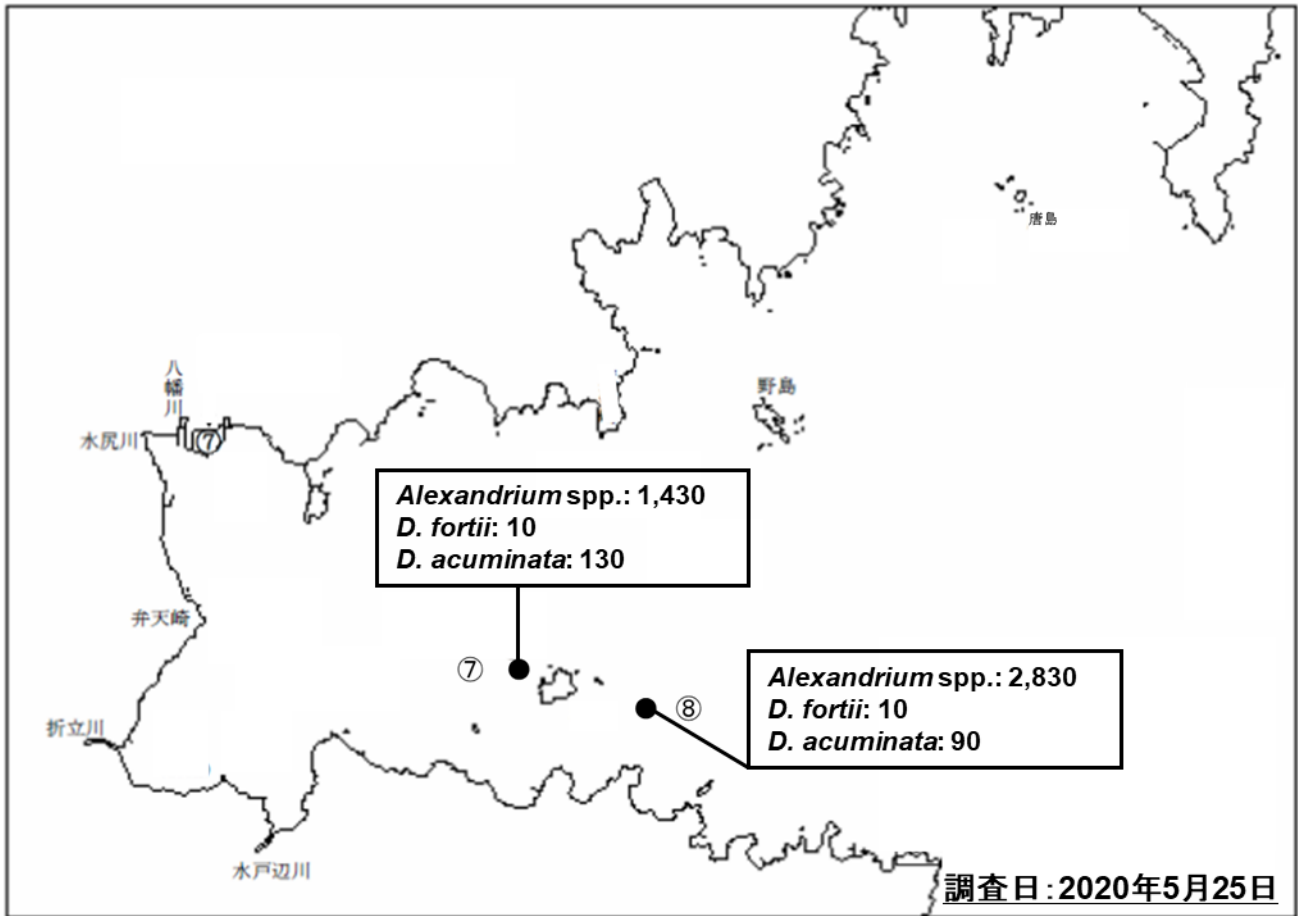 唐島
八幡川
野島
水尻川
⑦
Alexandrium spp.: 1,430
D. fortii: 10
D. acuminata: 130
弁天崎
⑦
Alexandrium spp.: 2,830
D. fortii: 10
D. acuminata: 90
⑧
折立川
水戸辺川
調査日:2020年5月25日